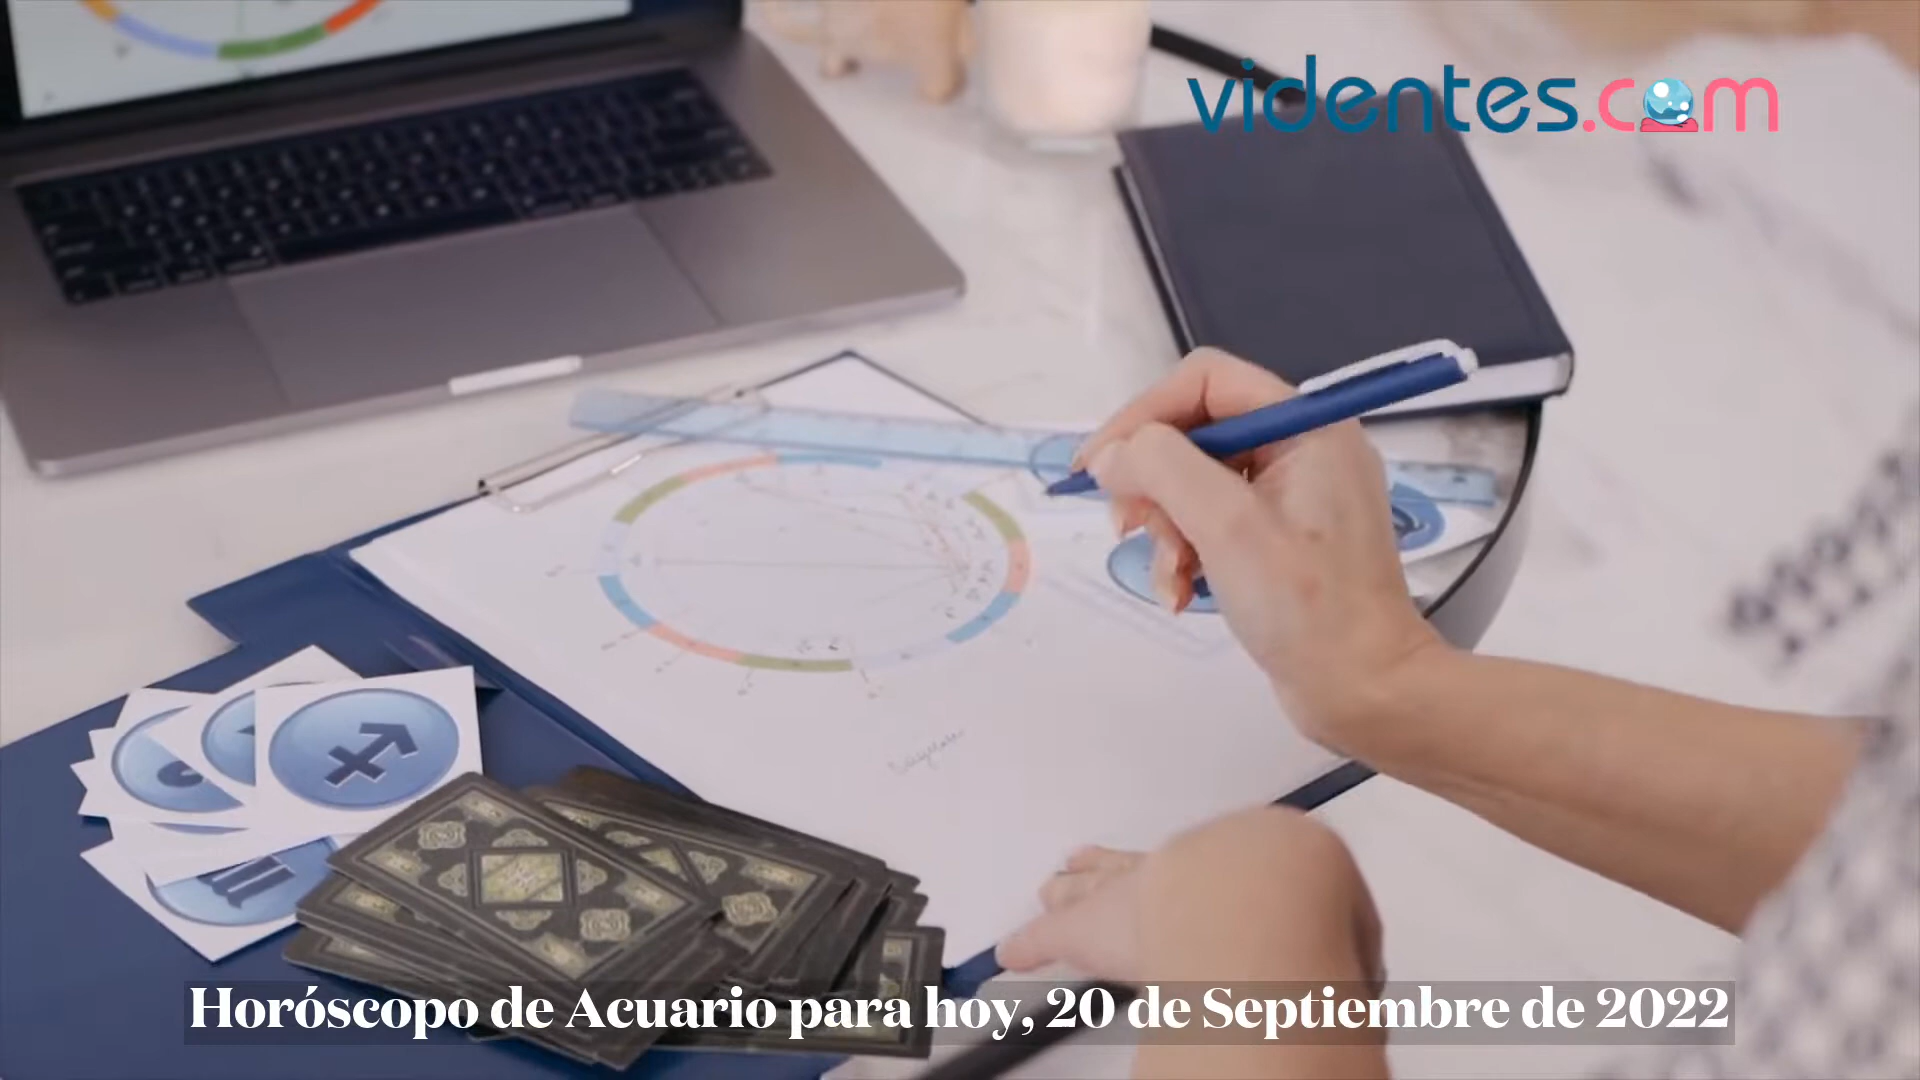 videntes.com
Horóscopo de Acuario para hoy, 20 de Septiembre de 2022